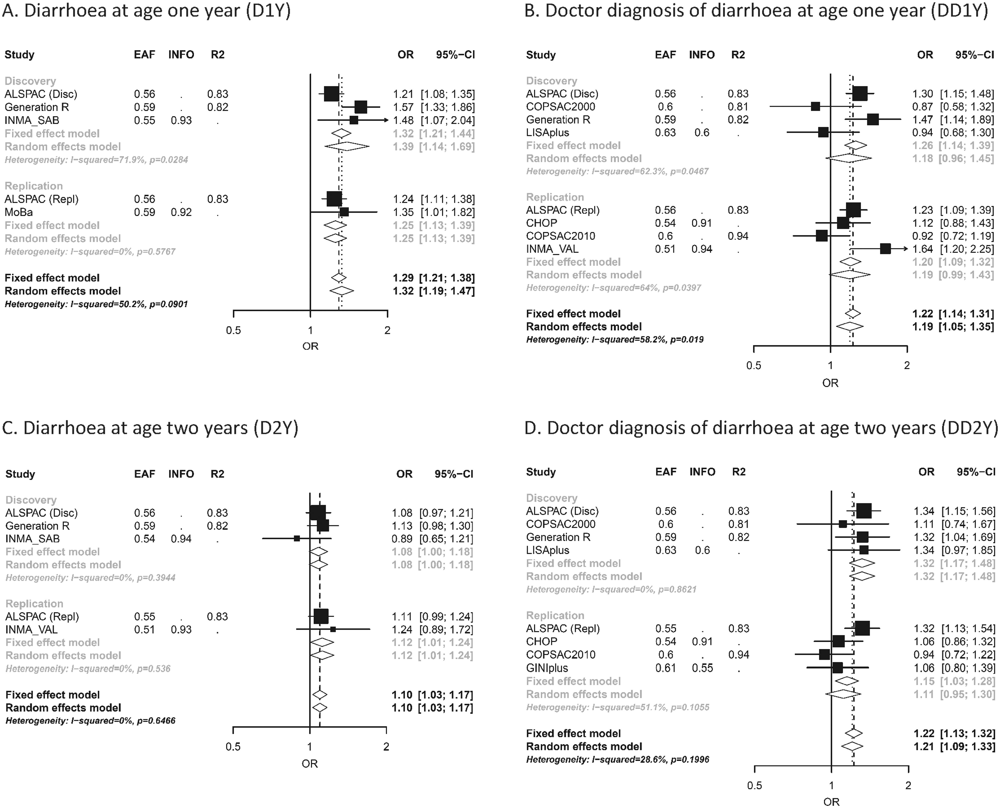 A. Diarrhoea at age one year (D1Y)
Study EAF INFO R2 OR 95%−CI
Discovery
ALSPAC (Disc) 0.56 . 0.83 1.21 [1.08; 1.35]
Generation R 0.59 . 0.82 1.57 [1.33; 1.86]
INMA_SAB 0.55 0.93 . 1.48 [1.07; 2.04]
Fixed effect model 1.32 [1.21; 1.44]
Random effects model 1.39 [1.14; 1.69]
Heterogeneity: I−squared=71.9%, p=0.0284
Replication
ALSPAC (Repl) 0.56 . 0.83 1.24 [1.11; 1.38]
MoBa 0.59 0.92 . 1.35 [1.01; 1.82]
Fixed effect model 1.25 [1.13; 1.39]
Random effects model 1.25 [1.13; 1.39]
Heterogeneity: I−squared=0%, p=0.5767
Fixed effect model 1.29 [1.21; 1.38]
Random effects model 1.32 [1.19; 1.47]
Heterogeneity: I−squared=50.2%, p=0.0901
0.5 1 2
OR
B. Doctor diagnosis of diarrhoea at age one year (DD1Y)
Study EAF INFO R2 OR 95%−CI
Discovery
ALSPAC (Disc) 0.56 . 0.83 1.30 [1.15; 1.48]
COPSAC2000 0.6 . 0.81 0.87 [0.58; 1.32]
Generation R 0.59 . 0.82 1.47 [1.14; 1.89]
LISAplus 0.63 0.6 . 0.94 [0.68; 1.30]
Fixed effect model 1.26 [1.14; 1.39]
Random effects model 1.18 [0.96; 1.45]
Heterogeneity: I−squared=62.3%, p=0.0467
Replication
ALSPAC (Repl) 0.56 . 0.83 1.23 [1.09; 1.39]
CHOP 0.54 0.91 . 1.12 [0.88; 1.43]
COPSAC2010 0.6 . 0.94 0.92 [0.72; 1.19]
INMA_VAL 0.51 0.94 . 1.64 [1.20; 2.25]
Fixed effect model 1.20 [1.09; 1.32]
Random effects model 1.19 [0.99; 1.43]
Heterogeneity: I−squared=64%, p=0.0397
Fixed effect model 1.22 [1.14; 1.31]
Random effects model 1.19 [1.05; 1.35]
Heterogeneity: I−squared=58.2%, p=0.019
0.5 1 2
OR
C. Diarrhoea at age two years (D2Y)
Study EAF INFO R2 OR 95%−CI
Discovery
ALSPAC (Disc) 0.56 . 0.83 1.08 [0.97; 1.21]
Generation R 0.59 . 0.82 1.13 [0.98; 1.30]
INMA_SAB 0.54 0.94 . 0.89 [0.65; 1.21]
Fixed effect model 1.08 [1.00; 1.18]
Random effects model 1.08 [1.00; 1.18]
Heterogeneity: I−squared=0%, p=0.3944
Replication
ALSPAC (Repl) 0.55 . 0.83 1.11 [0.99; 1.24]
INMA_VAL 0.51 0.93 . 1.24 [0.89; 1.72]
Fixed effect model 1.12 [1.01; 1.24]
Random effects model 1.12 [1.01; 1.24]
Heterogeneity: I−squared=0%, p=0.536
Fixed effect model 1.10 [1.03; 1.17]
Random effects model 1.10 [1.03; 1.17]
Heterogeneity: I−squared=0%, p=0.6466
0.5 1 2
OR
D. Doctor diagnosis of diarrhoea at age two years (DD2Y)
Study EAF INFO R2 OR 95%−CI
Discovery
ALSPAC (Disc) 0.56 . 0.83 1.34 [1.15; 1.56]
COPSAC2000 0.6 . 0.81 1.11 [0.74; 1.67]
Generation R 0.59 . 0.82 1.32 [1.04; 1.69]
LISAplus 0.63 0.6 . 1.34 [0.97; 1.85]
Fixed effect model 1.32 [1.17; 1.48]
Random effects model 1.32 [1.17; 1.48]
Heterogeneity: I−squared=0%, p=0.8621
Replication
ALSPAC (Repl) 0.55 . 0.83 1.32 [1.13; 1.54]
CHOP 0.54 0.91 . 1.06 [0.86; 1.32]
COPSAC2010 0.6 . 0.94 0.94 [0.72; 1.22]
GINIplus 0.61 0.55 . 1.06 [0.80; 1.39]
Fixed effect model 1.15 [1.03; 1.28]
Random effects model 1.11 [0.95; 1.30]
Heterogeneity: I−squared=51.1%, p=0.1055
Fixed effect model 1.22 [1.13; 1.32]
Random effects model 1.21 [1.09; 1.33]
Heterogeneity: I−squared=28.6%, p=0.1996
0.5 1 2
OR